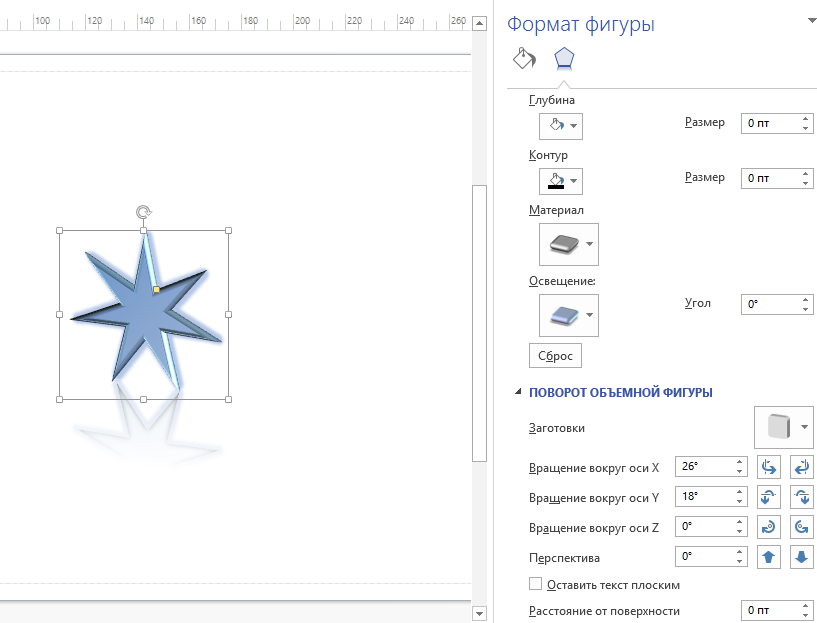 100 120 140 160 180 200 220 240 260
Формат фигуры
Глубина
Размер 0 пт
Контур
Размер 0 пт
Материал
Освещение:
Угол 0°
Сброс
ПОВОРОТ ОБЪЕМНОЙ ФИГУРЫ
Заготовки
Вращение вокруг оси X 26°
Вращение вокруг оси Y 18°
Вращение вокруг оси Z 0°
Перспектива 0°
Оставить текст плоским
Расстояние от поверхности 0 пт